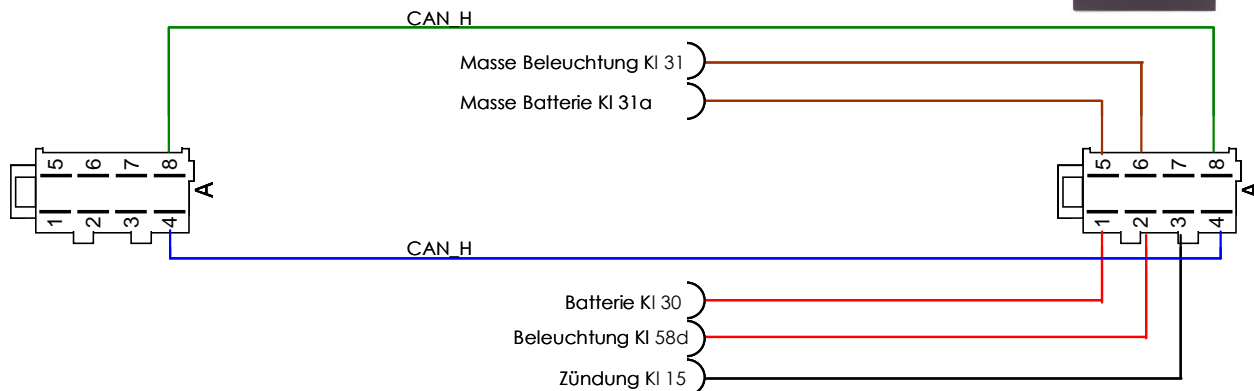 CAN_H
Masse Beleuchtung Kl 31
Masse Batterie Kl 31a
5 6 7 8
A
1 2 3 4
5 6 7 8
A
1 2 3 4
CAN_H
Batterie Kl 30
Beleuchtung Kl 58d
Zündung Kl 15